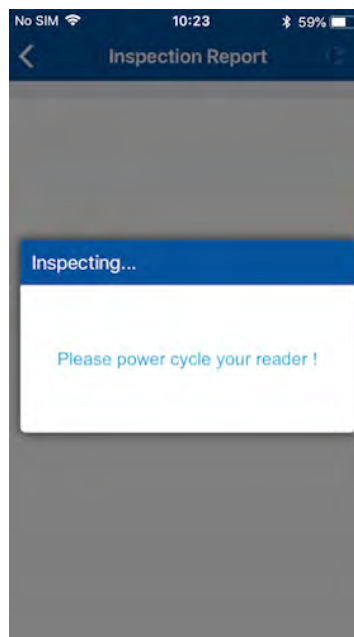 No SIM 10:23 59%
Inspection Report
Inspecting...
Please power cycle your reader !